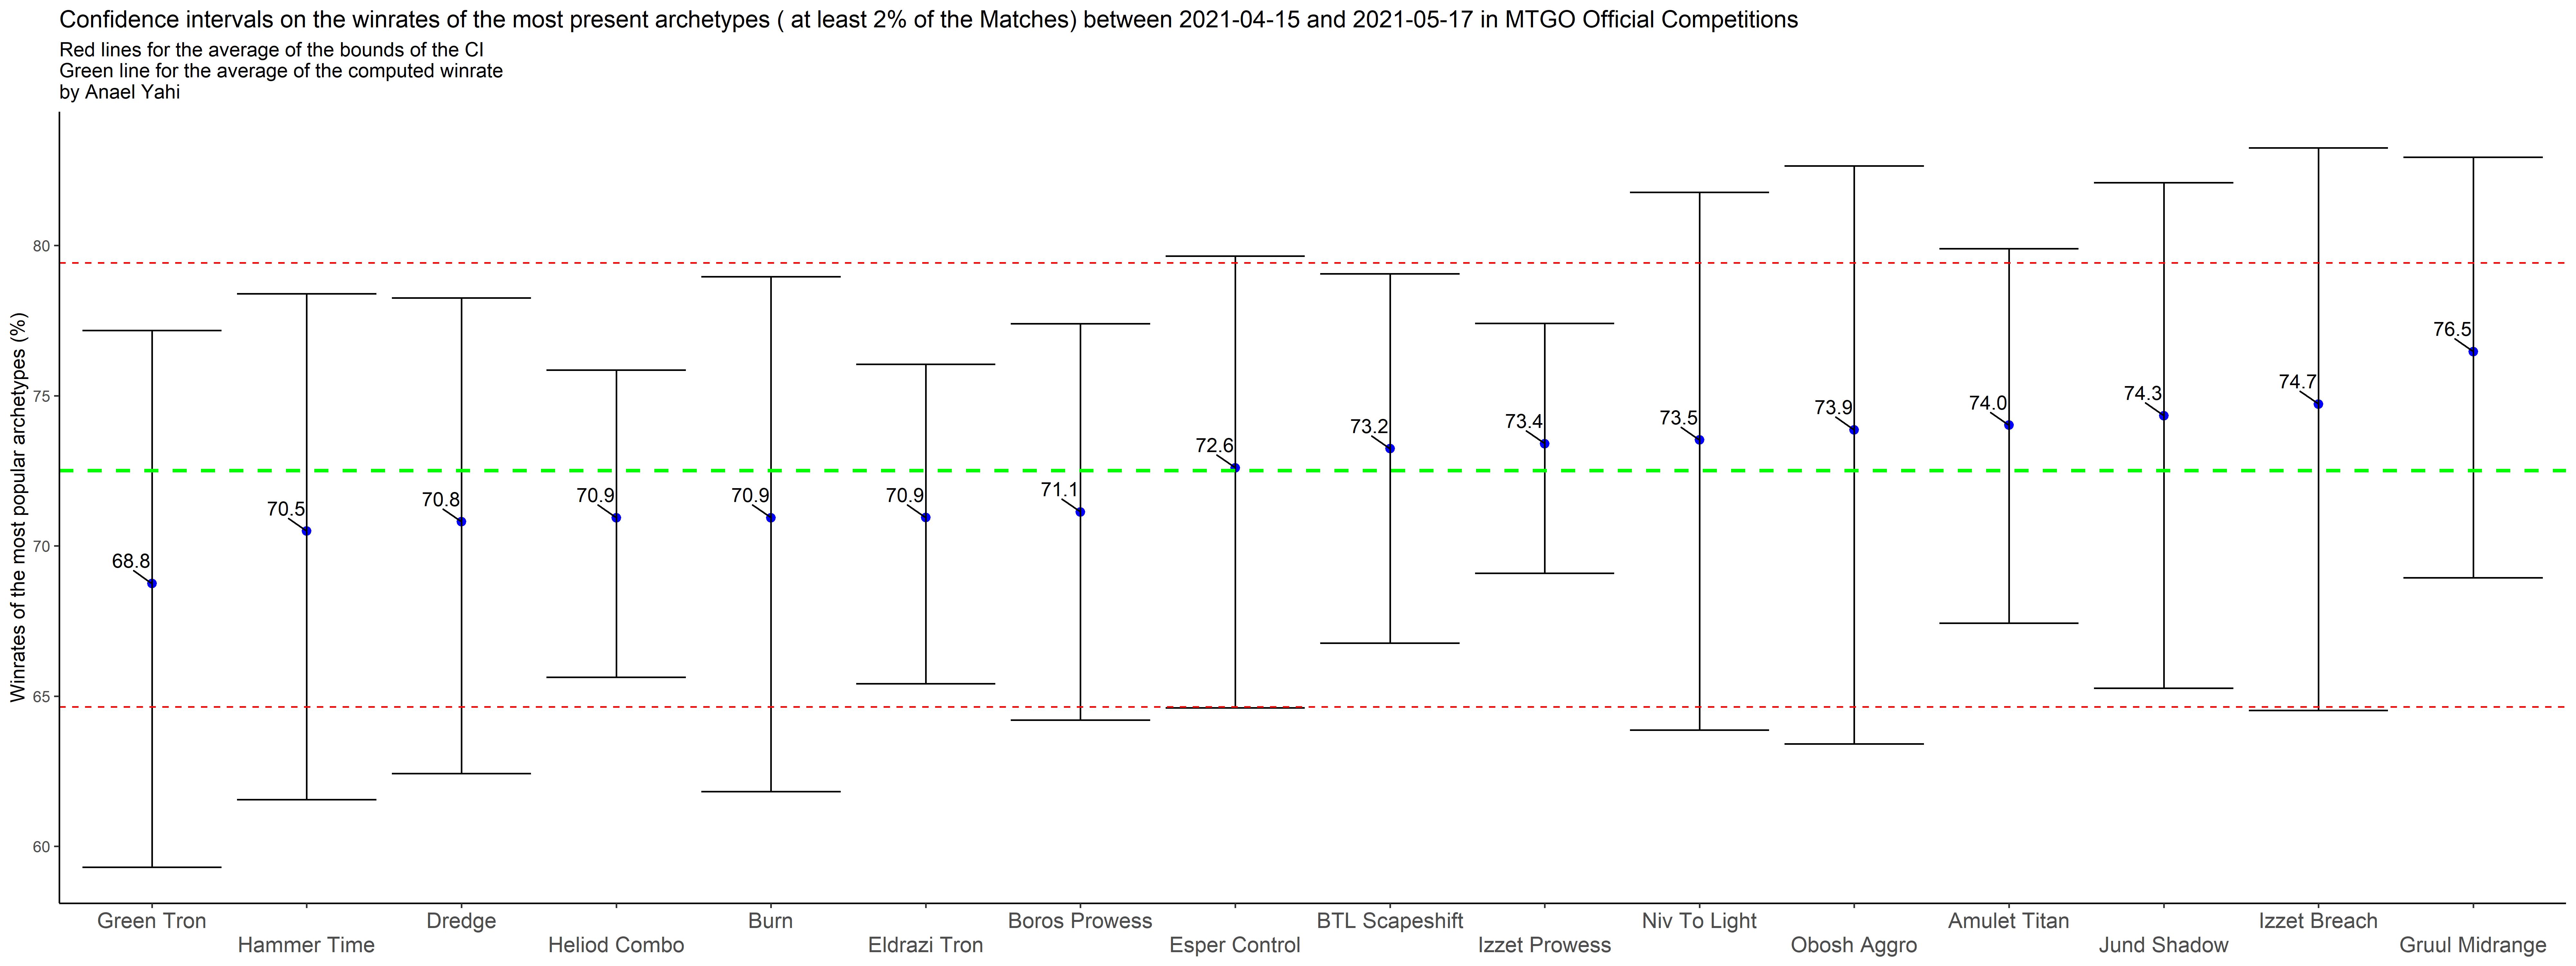 Confidence intervals on the winrates of the most present archetypes ( at least 2% of the Matches) between 2021-04-15 and 2021-05-17 in MTGO Official Competitions
Red lines for the average of the bounds of the CI
Green line for the average of the computed winrate
by Anael Yahi
Winrates of the most popular archetypes (%)
80
75
70
65
60
68.8
70.5
70.8
70.9
70.9
70.9
71.1
72.6
73.2
73.4
73.5
73.9
74.0
74.3
74.7
76.5
Green Tron
Hammer Time
Dredge
Heliod Combo
Burn
Eldrazi Tron
Boros Prowess
Esper Control
BTL Scapeshift
Izzet Prowess
Niv To Light
Obosh Aggro
Amulet Titan
Jund Shadow
Izzet Breach
Gruul Midrange